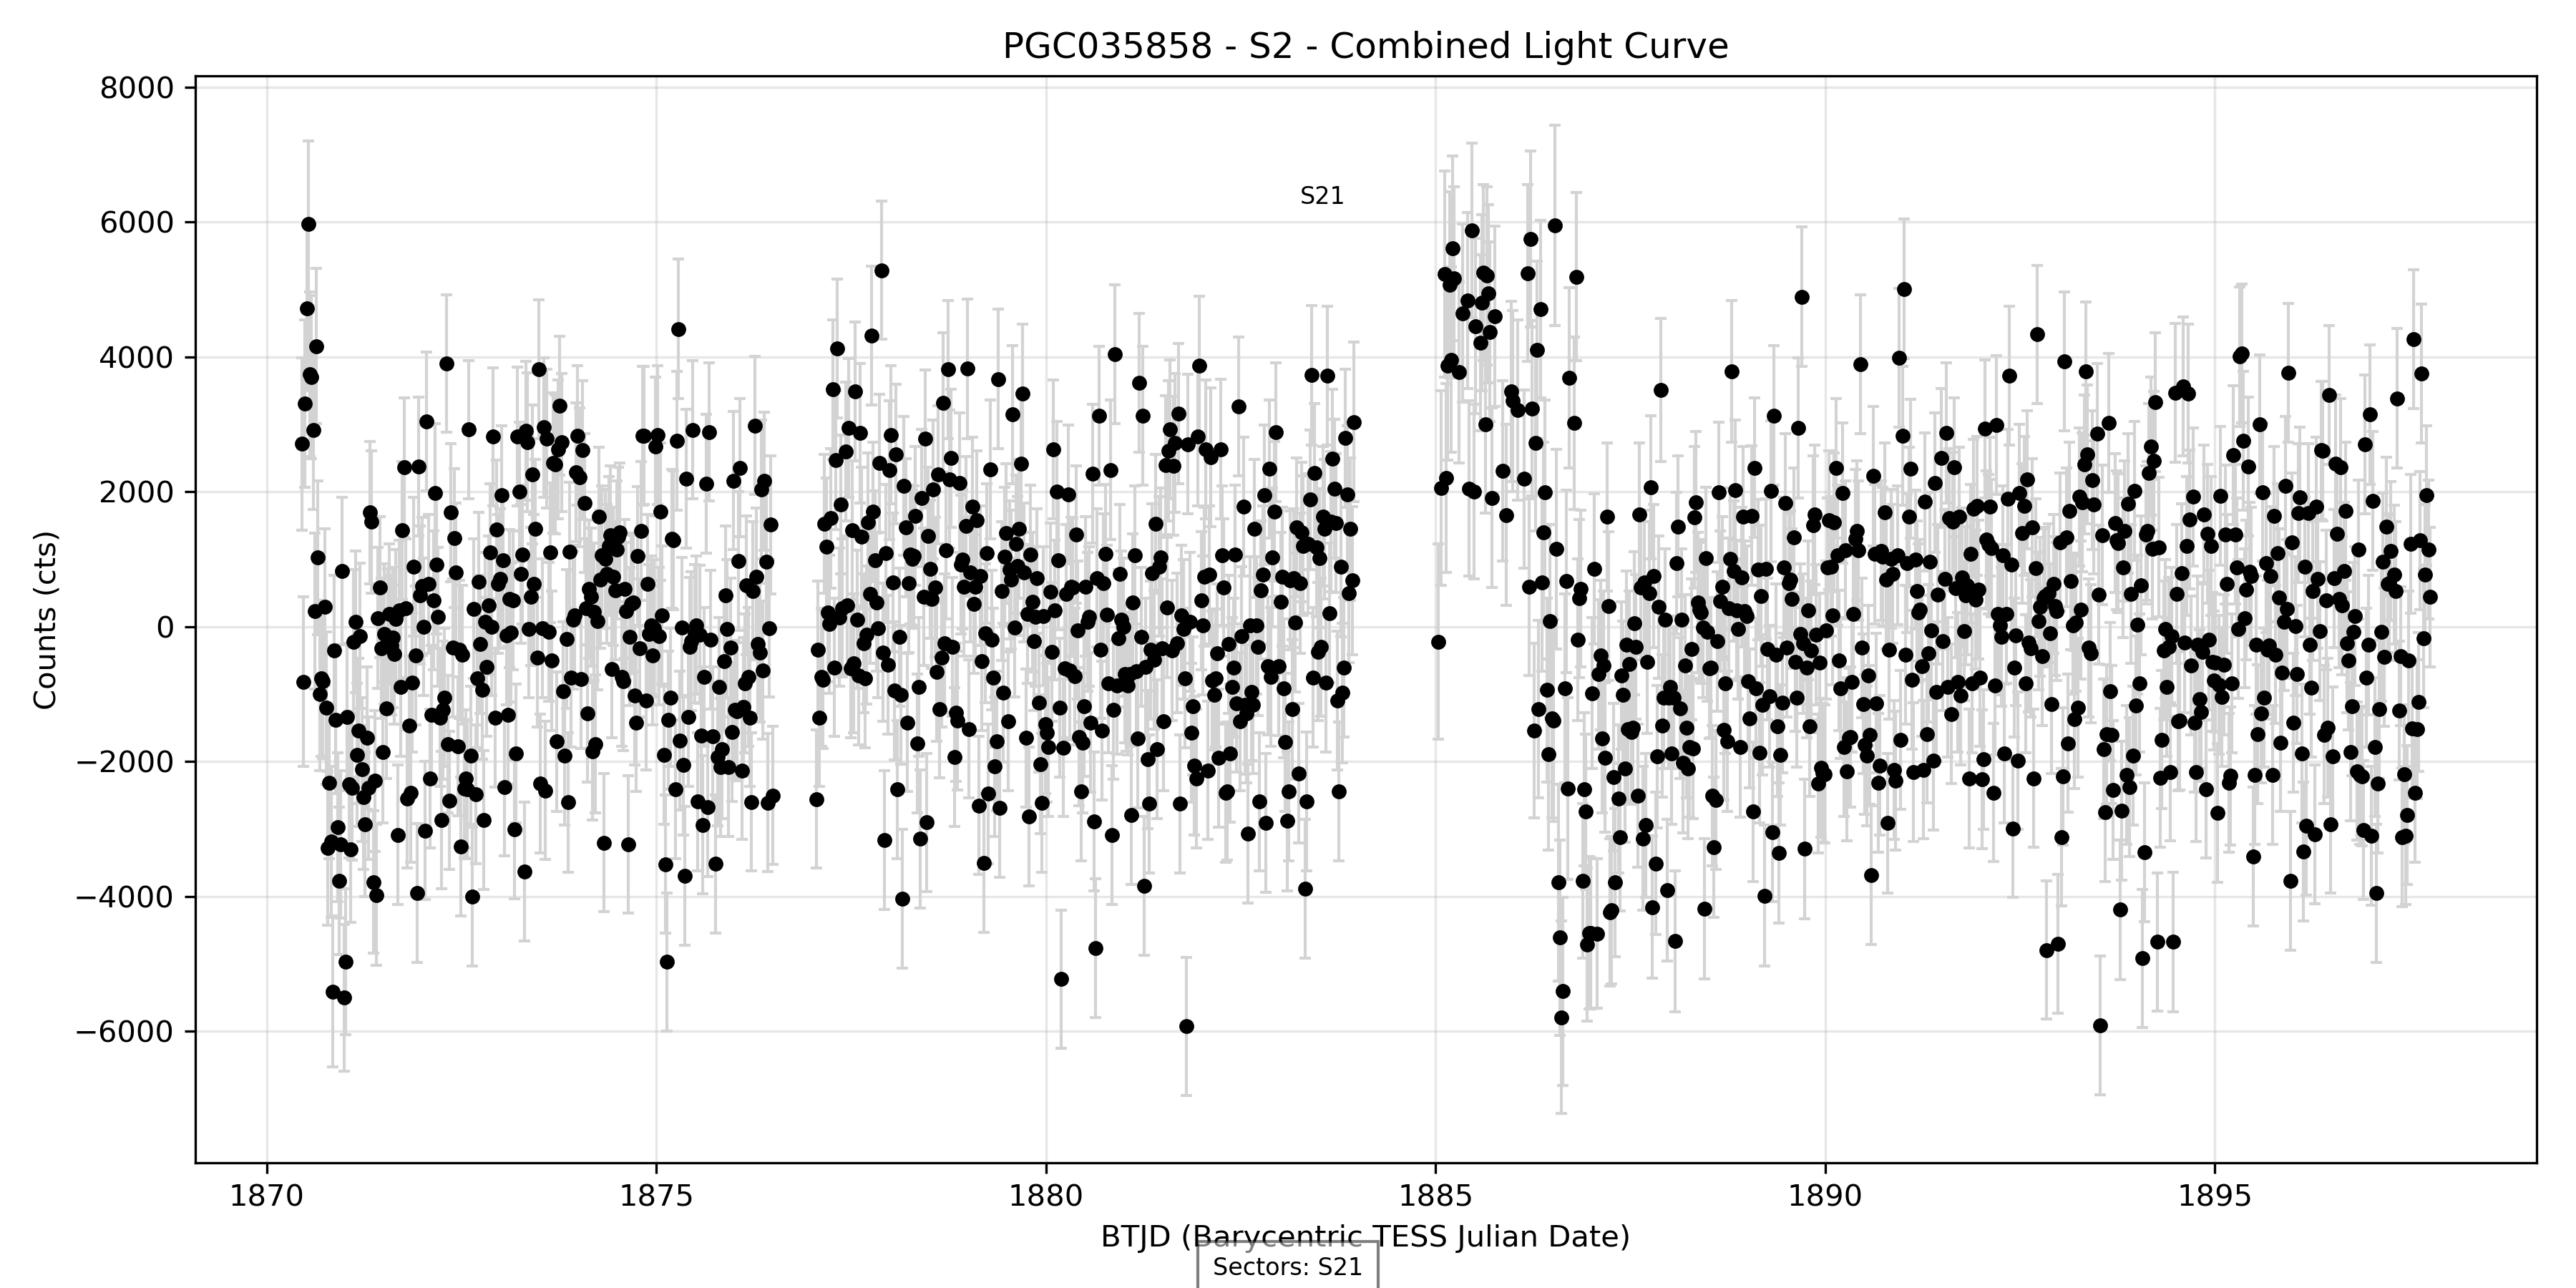 PGC035858 - S2 - Combined Light Curve
8000
6000
4000
2000
0
−2000
−4000
−6000
Counts (cts)
S21
1870
1875
1880
1885
1890
1895
BTJD (Barycentric TESS Julian Date)
Sectors: S21